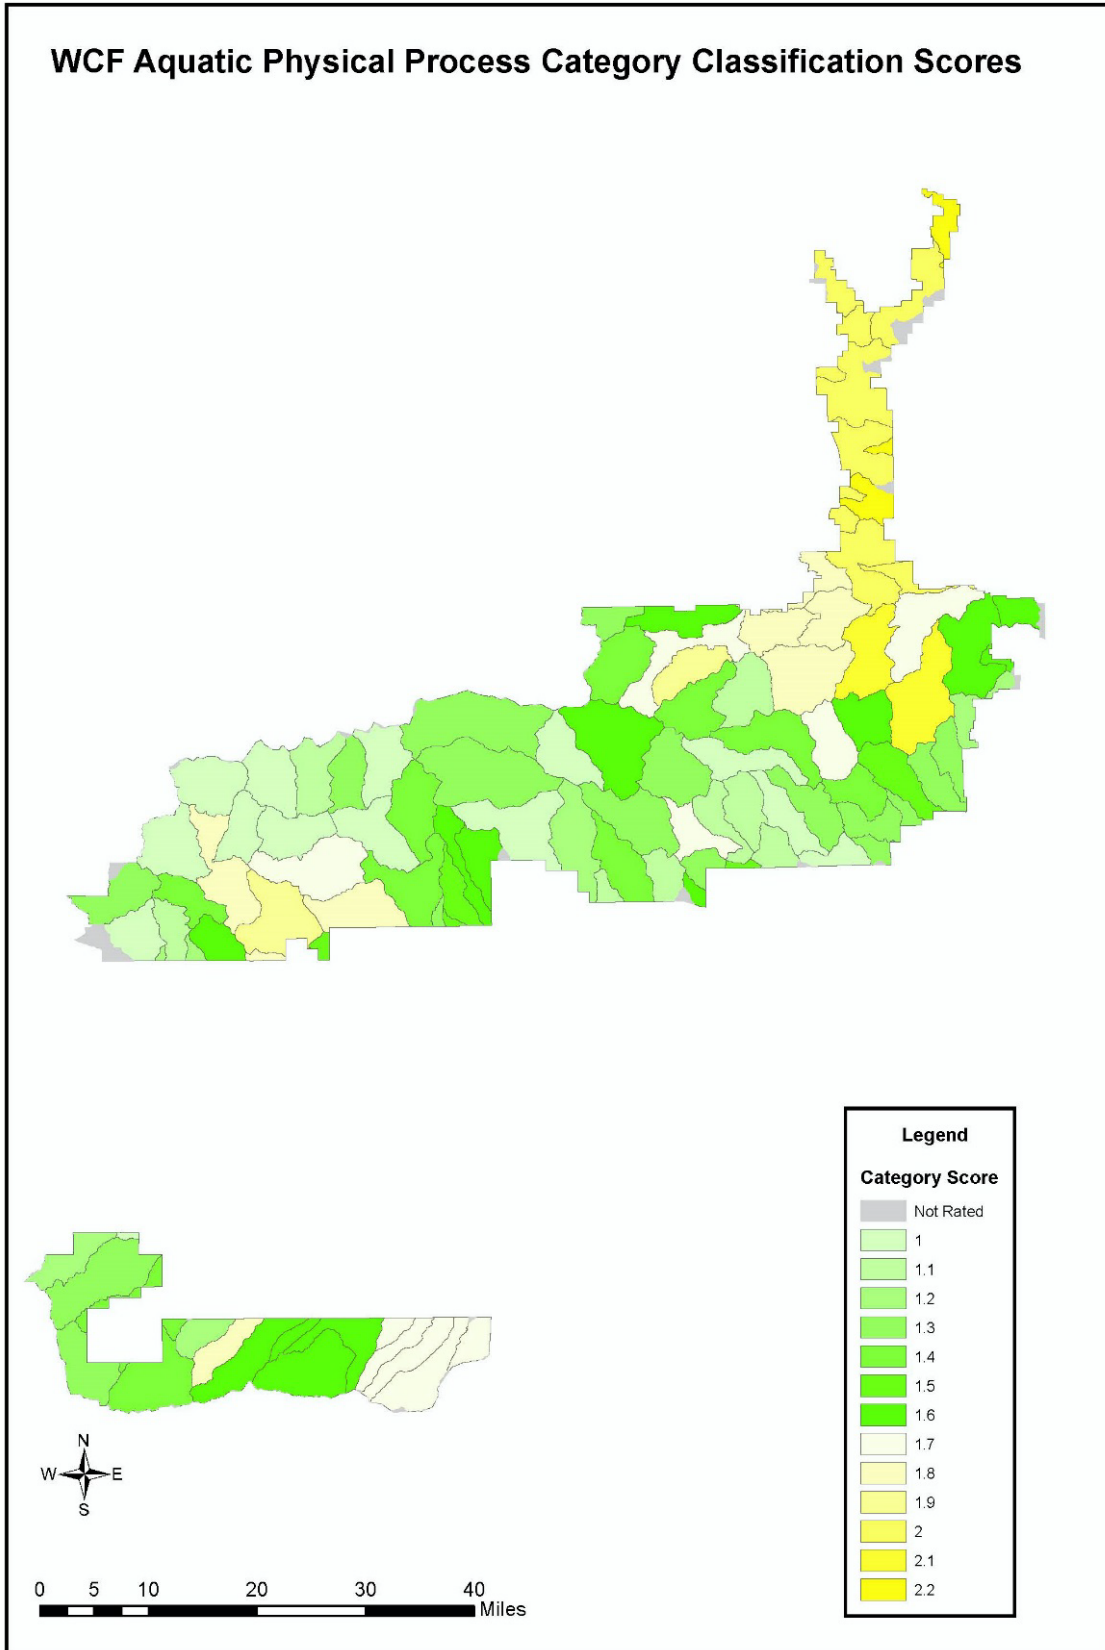 WCF Aquatic Physical Process Category Classification Scores
Legend
Category Score
Not Rated
1
1.1
1.2
1.3
1.4
1.5
1.6
1.7
1.8
1.9
2
2.1
2.2
N
W E
S
0 5 10 20 30 40
Miles